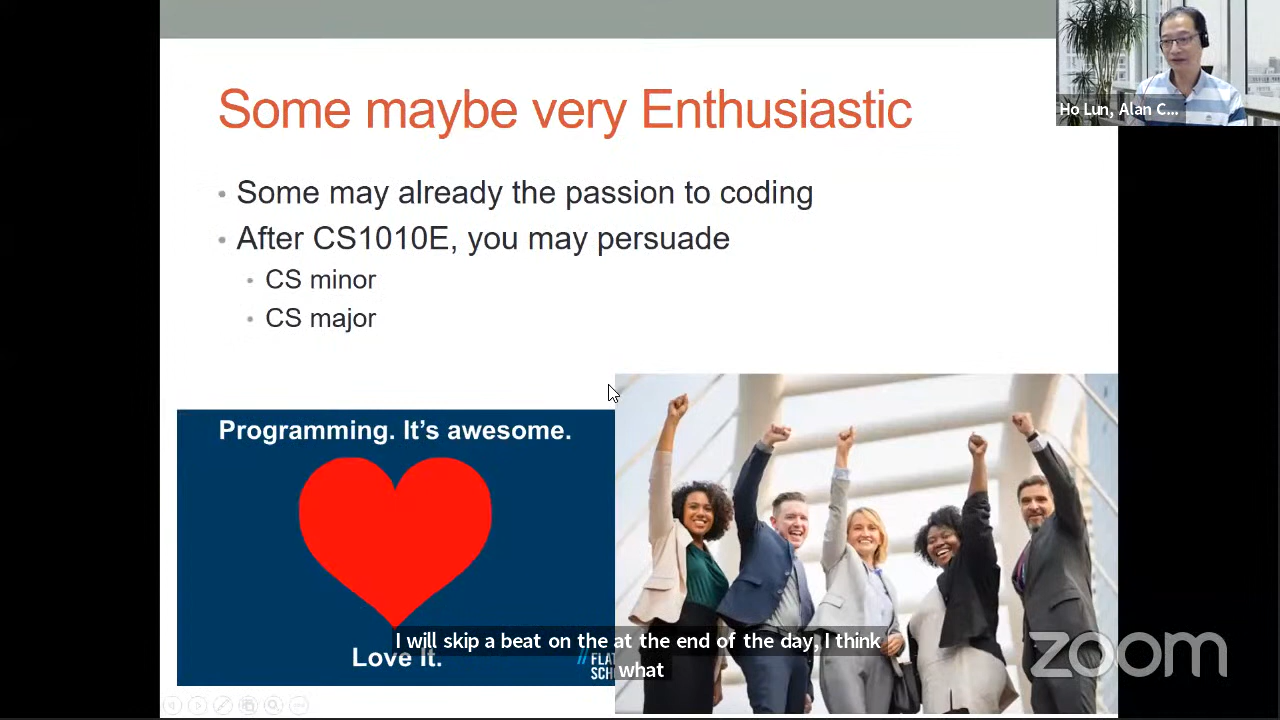 Some maybe very Enthusiastic
Ho Lun, Alan C...
Some may already the passion to coding
After CS1010E, you may persuade
CS minor
CS major
Programming. It's awesome.
Love it.
I will skip a beat on the at the end of the day, I think
what
zoom